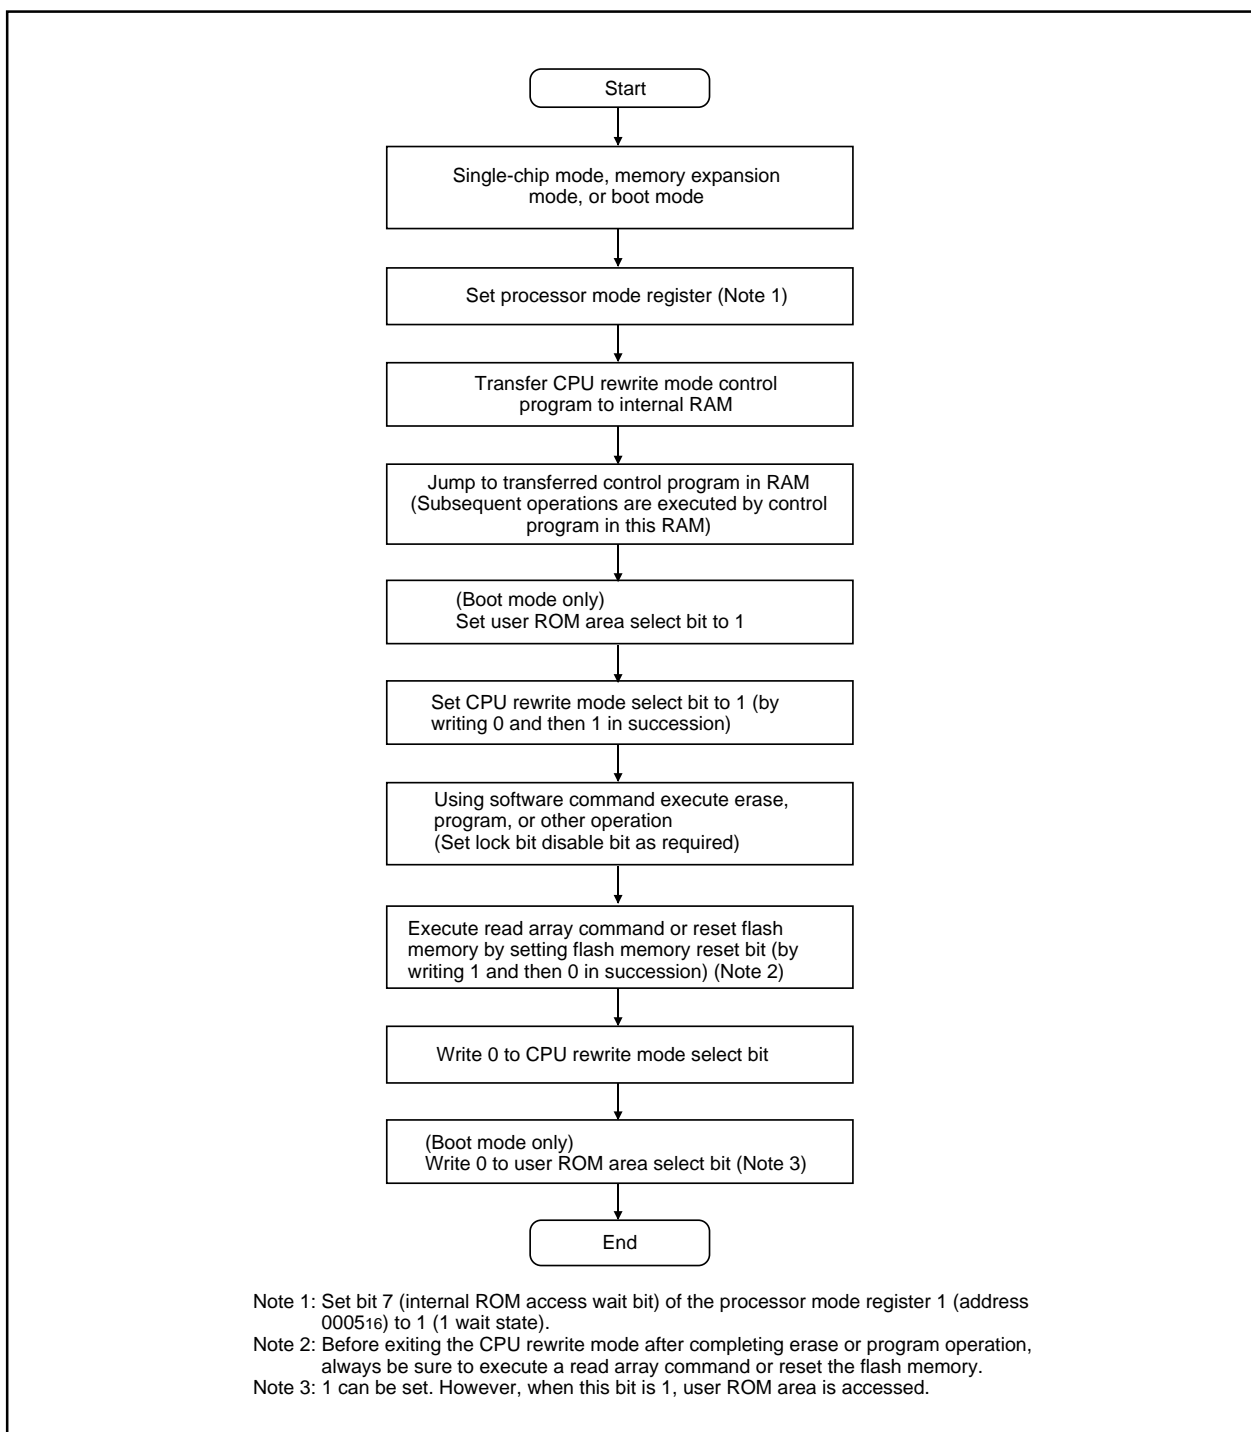 Start
Single-chip mode, memory expansion
mode, or boot mode
Set processor mode register (Note 1)
Transfer CPU rewrite mode control
program to internal RAM
Jump to transferred control program in RAM
(Subsequent operations are executed by control
program in this RAM)
(Boot mode only)
Set user ROM area select bit to 1
Set CPU rewrite mode select bit to 1 (by
writing 0 and then 1 in succession)
Using software command execute erase,
program, or other operation
(Set lock bit disable bit as required)
Execute read array command or reset flash
memory by setting flash memory reset bit (by
writing 1 and then 0 in succession) (Note 2)
Write 0 to CPU rewrite mode select bit
(Boot mode only)
Write 0 to user ROM area select bit (Note 3)
End
Note 1: Set bit 7 (internal ROM access wait bit) of the processor mode register 1 (address
000516) to 1 (1 wait state).
Note 2: Before exiting the CPU rewrite mode after completing erase or program operation,
always be sure to execute a read array command or reset the flash memory.
Note 3: 1 can be set. However, when this bit is 1, user ROM area is accessed.